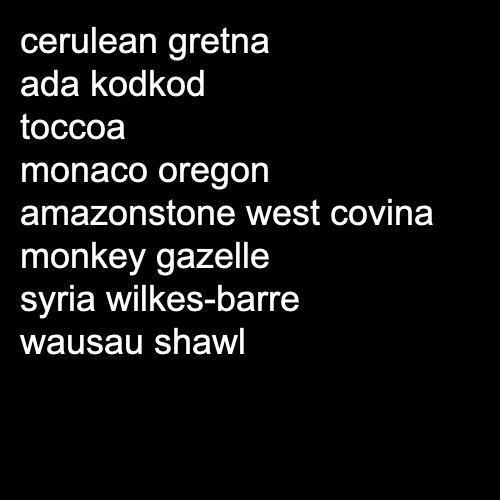 cerulean gretna
ada kodkod
toccoa
monaco oregon
amazonstone west covina
monkey gazelle
syria wilkes-barre
wausau shawl